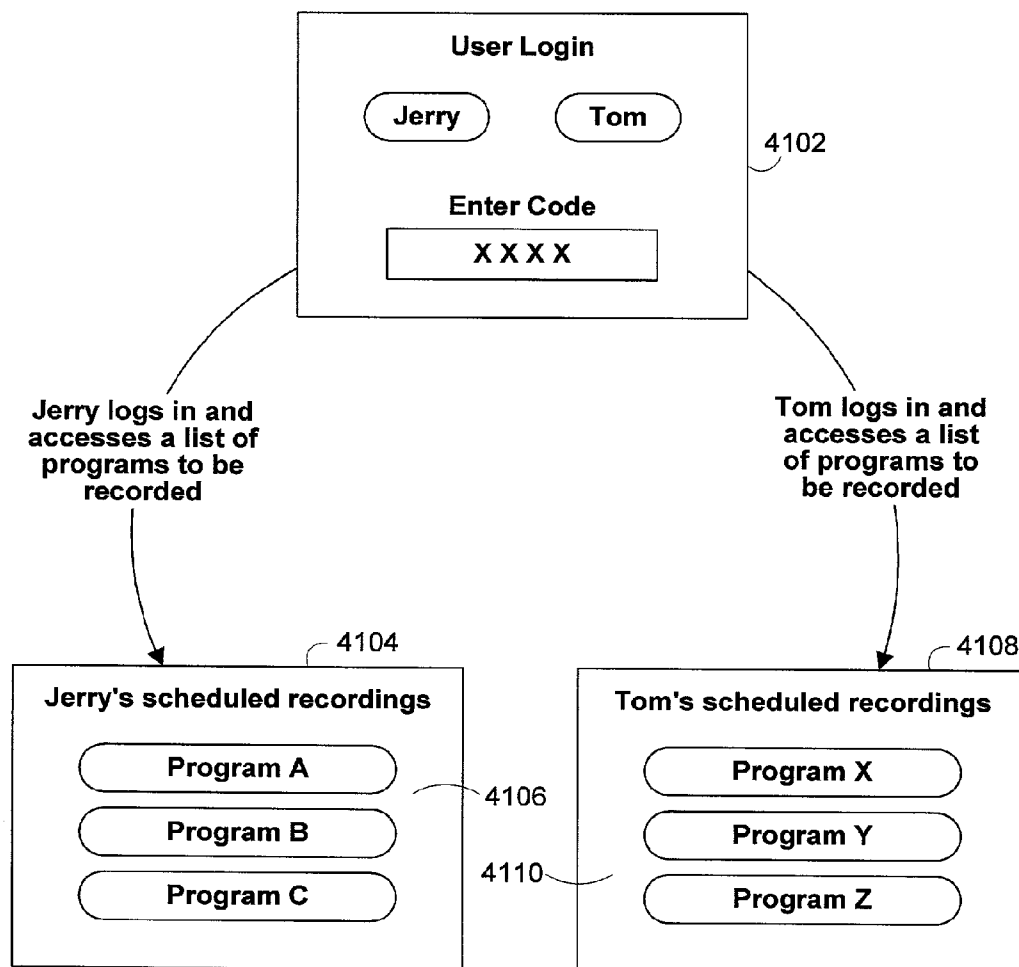 User Login
Jerry
Tom
4102
Enter Code
X X X X
Jerry logs in and
accesses a list of
programs to be
recorded
Tom logs in and
accesses a list
of programs to
be recorded
4104
Jerry's scheduled recordings
Program A
Program B
Program C
4106
4108
Tom's scheduled recordings
Program X
Program Y
Program Z
4110